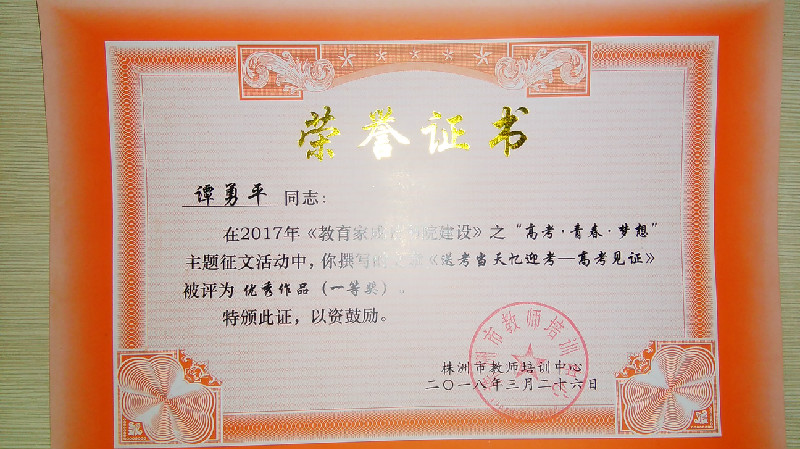 荣誉证书
谭勇平 同志：
在2017年《教育家成长书院建设》之“高考·青春·梦想”
主题征文活动中，你撰写的《送考当天忆迎考—高考见证》
被评为 优秀作品（一等奖）。
特颁此证，以资鼓励。
株洲市教师培训中心
二〇一八年三月二十六日